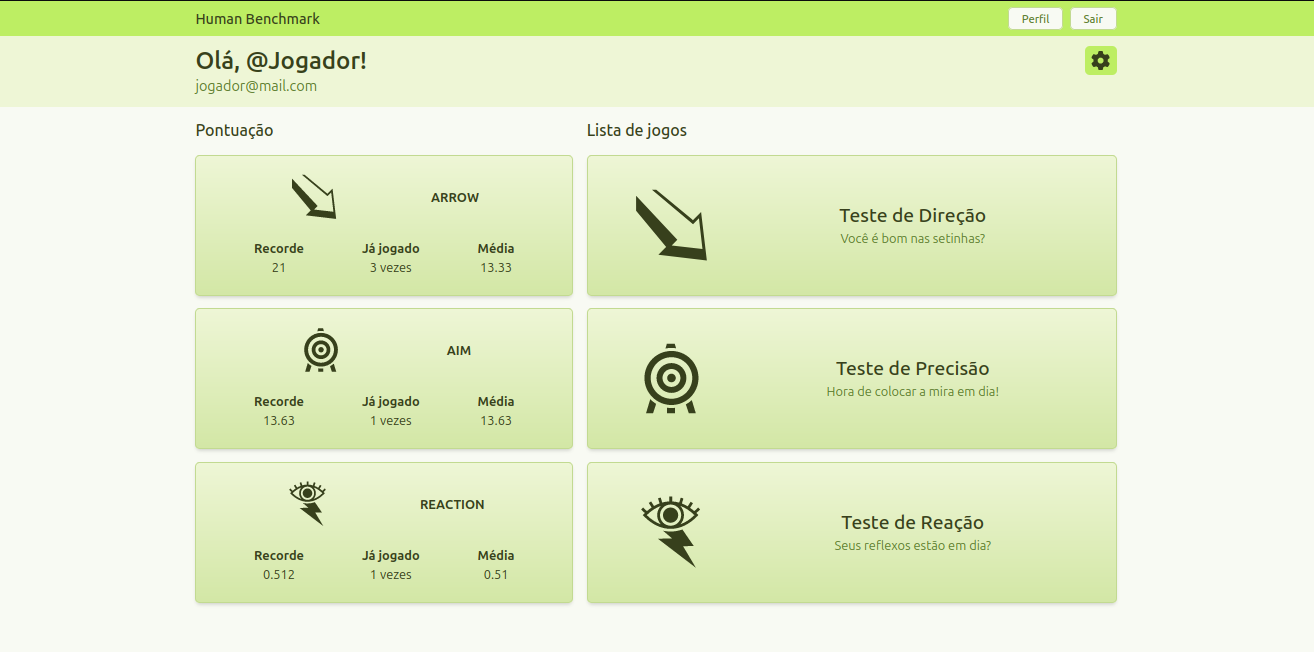 Human Benchmark
Perfil
Sair
Olá, @Jogador!
jogador@mail.com
Pontuação
ARROW
Recorde Já jogado Média
21 3 vezes 13.33
AIM
Recorde Já jogado Média
13.63 1 vezes 13.63
REACTION
Recorde Já jogado Média
0.512 1 vezes 0.51
Lista de jogos
Teste de Direção
Você é bom nas setinhas?
Teste de Precisão
Hora de colocar a mira em dia!
Teste de Reação
Seus reflexos estão em dia?